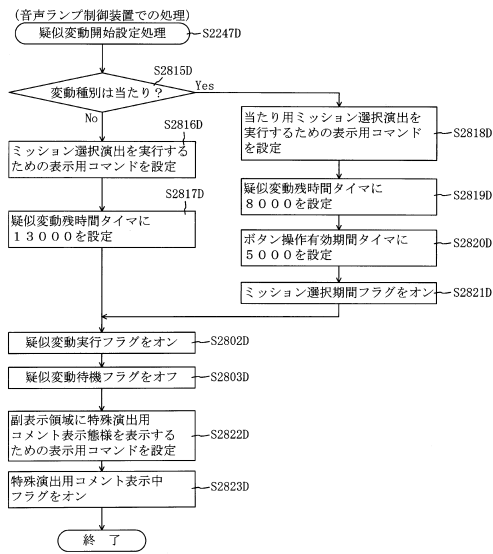 (音声ランプ制御装置での処理)
疑似変動開始設定処理
S2247D
S2815D
変動種別は当たり？
Yes
No
S2816D
ミッション選択演出を実行する
ための表示用コマンドを設定
S2817D
疑似変動残時間タイマに
１３０００を設定
当たり用ミッション選択演出を
実行するための表示用コマンド
を設定
S2818D
疑似変動残時間タイマに
８０００を設定
S2819D
ボタン操作有効期間タイマに
５０００を設定
S2820D
ミッション選択期間フラグをオン
S2821D
疑似変動実行フラグをオン
S2802D
疑似変動待機フラグをオフ
S2803D
副表示領域に特殊演出用
コメント表示態様を表示する
ための表示用コマンドを設定
S2822D
特殊演出用コメント表示中
フラグをオン
S2823D
終 了